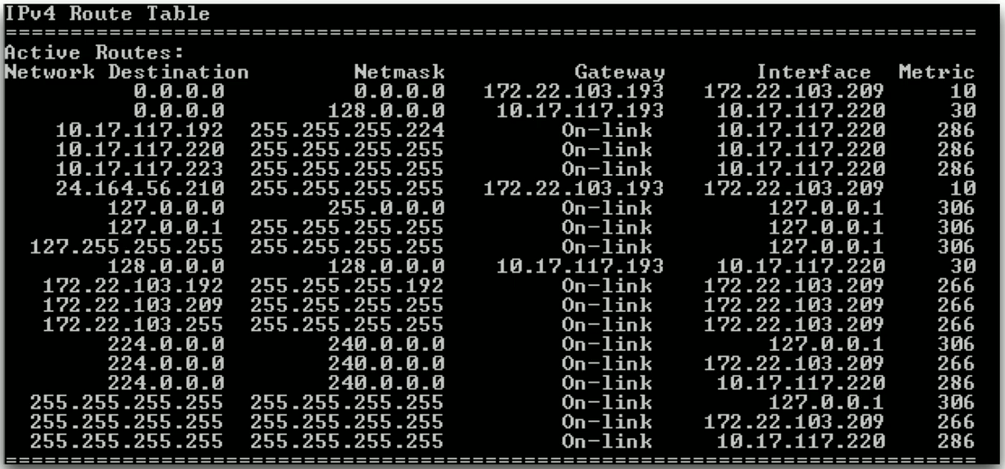 IPv4 Route Table
===========================================================================
Active Routes:
Network Destination        Netmask          Gateway       Interface  Metric
0.0.0.0          0.0.0.0   172.22.103.193   172.22.103.209     10
0.0.0.0        128.0.0.0    10.17.117.193    10.17.117.220     30
10.17.117.192  255.255.255.224         On-link     10.17.117.220    286
10.17.117.220  255.255.255.255         On-link     10.17.117.220    286
10.17.117.223  255.255.255.255         On-link     10.17.117.220    286
24.164.56.210  255.255.255.255   172.22.103.193   172.22.103.209     10
127.0.0.0        255.0.0.0         On-link         127.0.0.1    306
127.0.0.1  255.255.255.255         On-link         127.0.0.1    306
127.255.255.255  255.255.255.255         On-link         127.0.0.1    306
128.0.0.0        128.0.0.0    10.17.117.193    10.17.117.220     30
172.22.103.192  255.255.255.192         On-link    172.22.103.209    266
172.22.103.209  255.255.255.255         On-link    172.22.103.209    266
172.22.103.255  255.255.255.255         On-link    172.22.103.209    266
224.0.0.0        240.0.0.0         On-link         127.0.0.1    306
224.0.0.0        240.0.0.0         On-link    172.22.103.209    266
224.0.0.0        240.0.0.0         On-link     10.17.117.220    286
255.255.255.255  255.255.255.255         On-link         127.0.0.1    306
255.255.255.255  255.255.255.255         On-link    172.22.103.209    266
255.255.255.255  255.255.255.255         On-link     10.17.117.220    286
===========================================================================